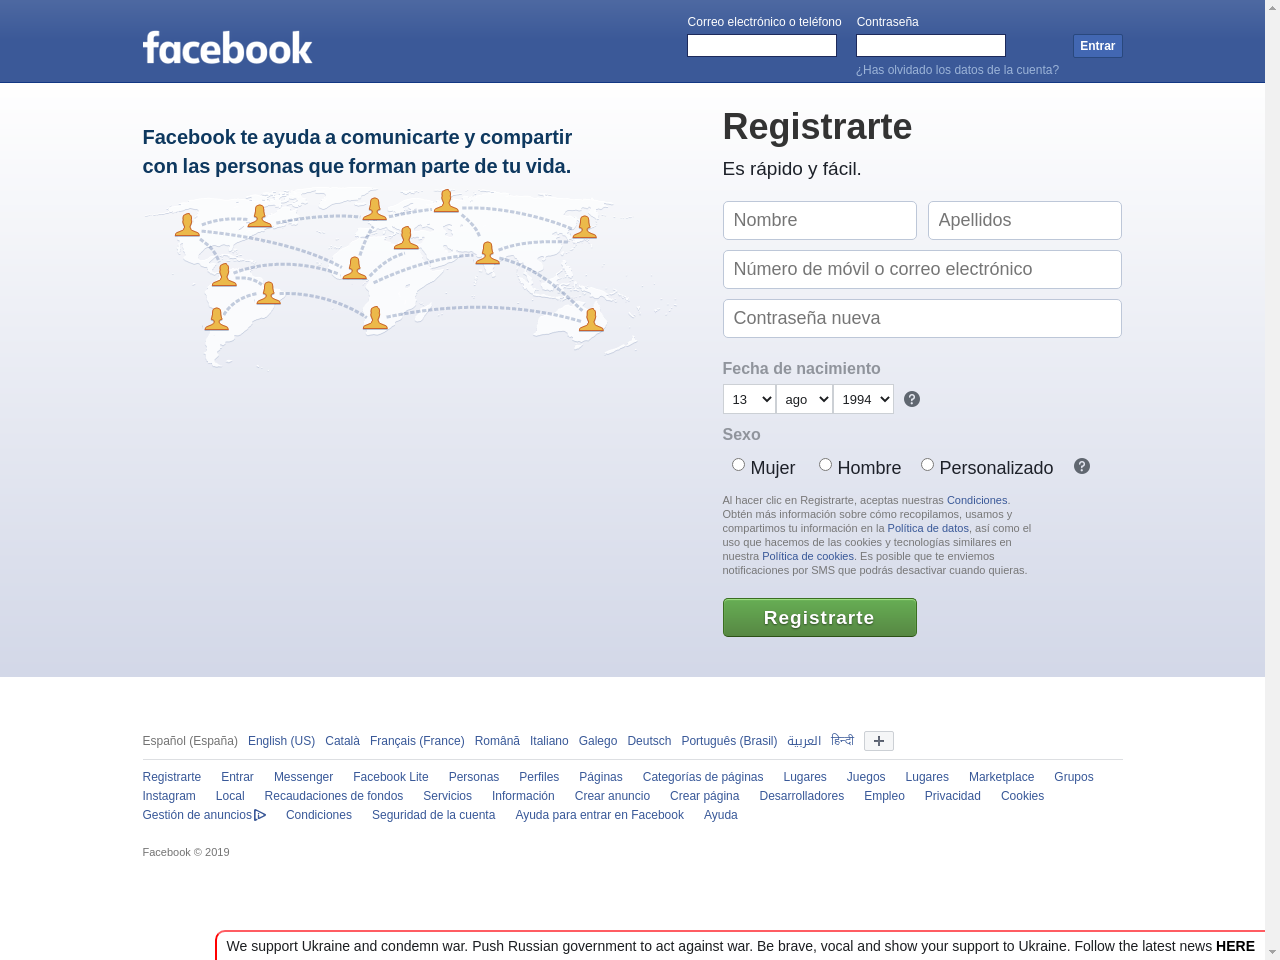 facebook
Correo electrónico o teléfono Contraseña
Entrar
¿Has olvidado los datos de la cuenta?
Facebook te ayuda a comunicarte y compartir
con las personas que forman parte de tu vida.
Registrarte
Es rápido y fácil.
Nombre Apellidos
Número de móvil o correo electrónico
Contraseña nueva
Fecha de nacimiento
13 ago 1994 ?
Sexo
Mujer Hombre Personalizado ?
Al hacer clic en Registrarte, aceptas nuestras Condiciones.
Obtén más información sobre cómo recopilamos, usamos y
compartimos tu información en la Política de datos, así como el
uso que hacemos de las cookies y tecnologías similares en
nuestra Política de cookies. Es posible que te enviemos
notificaciones por SMS que podrás desactivar cuando quieras.
Registrarte
Español (España) English (US) Català Français (France) Română Italiano Galego Deutsch Português (Brasil) العربية हिन्दी
Registrarte Entrar Messenger Facebook Lite Personas Perfiles Páginas Categorías de páginas Lugares Juegos Lugares Marketplace Grupos
Instagram Local Recaudaciones de fondos Servicios Información Crear anuncio Crear página Desarrolladores Empleo Privacidad Cookies
Gestión de anuncios Condiciones Seguridad de la cuenta Ayuda para entrar en Facebook Ayuda
Facebook © 2019
We support Ukraine and condemn war. Push Russian government to act against war. Be brave, vocal and show your support to Ukraine. Follow the latest news HERE